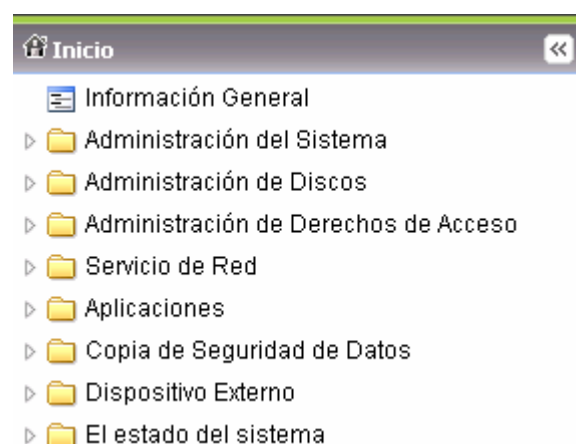 Inicio
Información General
Administración del Sistema
Administración de Discos
Administración de Derechos de Acceso
Servicio de Red
Aplicaciones
Copia de Seguridad de Datos
Dispositivo Externo
El estado del sistema